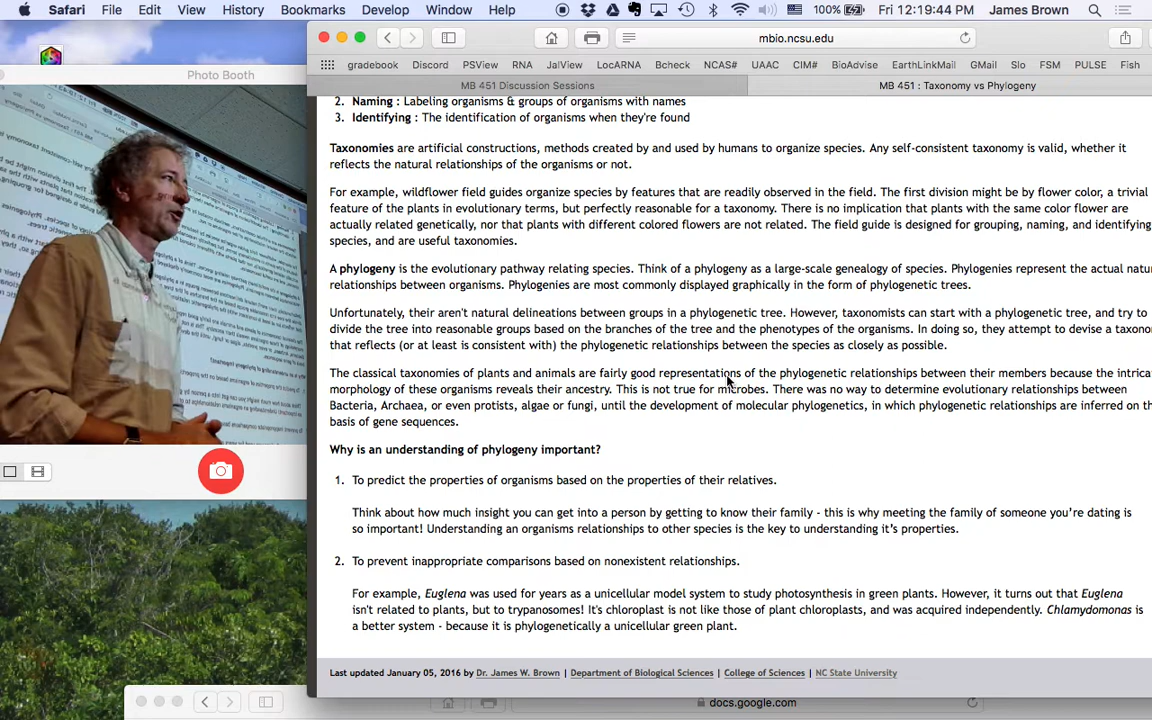 Safari File Edit View History Bookmarks Develop Window Help 100% Fri 12:19:44 PM James Brown
Photo Booth
mbio.ncsu.edu
gradebook Discord PSView RNA JalView LocARNA Bcheck NCAS# UAAC CIM# BioAdvise EarthLinkMail GMail Slo FSM PULSE Fish
MB 451 Discussion Sessions MB 451 : Taxonomy vs Phylogeny
2. Naming : Labeling organisms & groups of organisms with names
3. Identifying : The identification of organisms when they're found
Taxonomies are artificial constructions, methods created by and used by humans to organize species. Any self-consistent taxonomy is valid, whether it
reflects the natural relationships of the organisms or not.
For example, wildflower field guides organize species by features that are readily observed in the field. The first division might be by flower color, a trivial
feature of the plants in evolutionary terms, but perfectly reasonable for a taxonomy. There is no implication that plants with the same color flower are
actually related genetically, nor that plants with different colored flowers are not related. The field guide is designed for grouping, naming, and identifying
species, and are useful taxonomies.
A phylogeny is the evolutionary pathway relating species. Think of a phylogeny as a large-scale genealogy of species. Phylogenies represent the actual natu
relationships between organisms. Phylogenies are most commonly displayed graphically in the form of phylogenetic trees.
Unfortunately, their aren't natural delineations between groups in a phylogenetic tree. However, taxonomists can start with a phylogenetic tree, and try to
divide the tree into reasonable groups based on the branches of the tree and the phenotypes of the organisms. In doing so, they attempt to devise a taxono
that reflects (or at least is consistent with) the phylogenetic relationships between the species as closely as possible.
The classical taxonomies of plants and animals are fairly good representations of the phylogenetic relationships between their members because the intrica
morphology of these organisms reveals their ancestry. This is not true for microbes. There was no way to determine evolutionary relationships between
Bacteria, Archaea, or even protists, algae or fungi, until the development of molecular phylogenetics, in which phylogenetic relationships are inferred on th
basis of gene sequences.
Why is an understanding of phylogeny important?
1. To predict the properties of organisms based on the properties of their relatives.
Think about how much insight you can get into a person by getting to know their family - this is why meeting the family of someone you're dating is
so important! Understanding an organisms relationships to other species is the key to understanding it's properties.
2. To prevent inappropriate comparisons based on nonexistent relationships.
For example, Euglena was used for years as a unicellular model system to study photosynthesis in green plants. However, it turns out that Euglena
isn't related to plants, but to trypanosomes! It's chloroplast is not like those of plant chloroplasts, and was acquired independently. Chlamydomonas is
a better system - because it is phylogenetically a unicellular green plant.
Last updated January 05, 2016 by Dr. James W. Brown | Department of Biological Sciences | College of Sciences | NC State University
docs.google.com